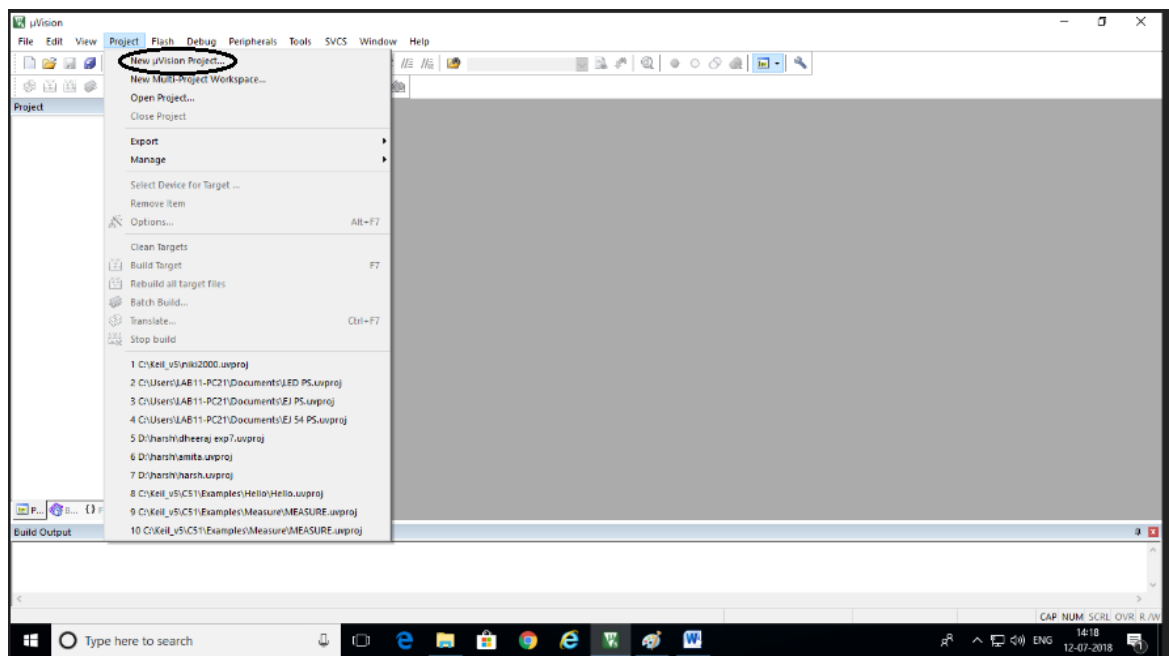 µVision
File Edit View Project Flash Debug Peripherals Tools SVCS Window Help
New µVision Project...
New Multi-Project Workspace...
Project
Open Project...
Close Project
Export
Manage
Select Device for Target ...
Remove Item
Options... Alt+F7
Clean Targets
Build Target F7
Rebuild all target files
Batch Build...
Translate... Ctrl+F7
Stop build
1 C:\Keil_v5\niki2000.uvproj
2 C:\Users\LAB11-PC21\Documents\LED PS.uvproj
3 C:\Users\LAB11-PC21\Documents\EJ PS.uvproj
4 C:\Users\LAB11-PC21\Documents\EJ 54 PS.uvproj
5 D:\harsh\dheeraj exp7.uvproj
6 D:\harsh\amita.uvproj
7 D:\harsh\harsh.uvproj
8 C:\Keil_v5\C51\Examples\Hello\Hello.uvproj
9 C:\Keil_v5\C51\Examples\Measure\MEASURE.uvproj
10 C:\Keil_v5\C51\Examples\Measure\MEASURE.uvproj
P... B... {} F
Build Output
CAP NUM SCRL OVR R/W
Type here to search
ENG
14:18
12-07-2018